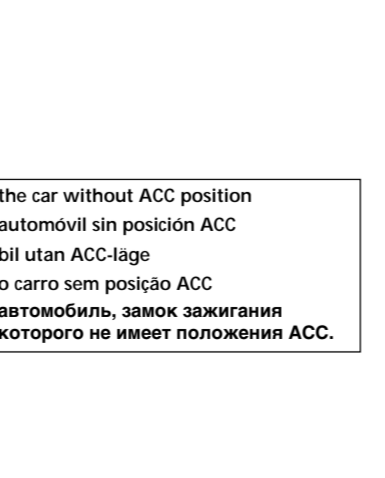 the car without ACC position
automóvil sin posición ACC
bil utan ACC-läge
o carro sem posição ACC
автомобиль, замок зажигания
которого не имеет положения ACC.